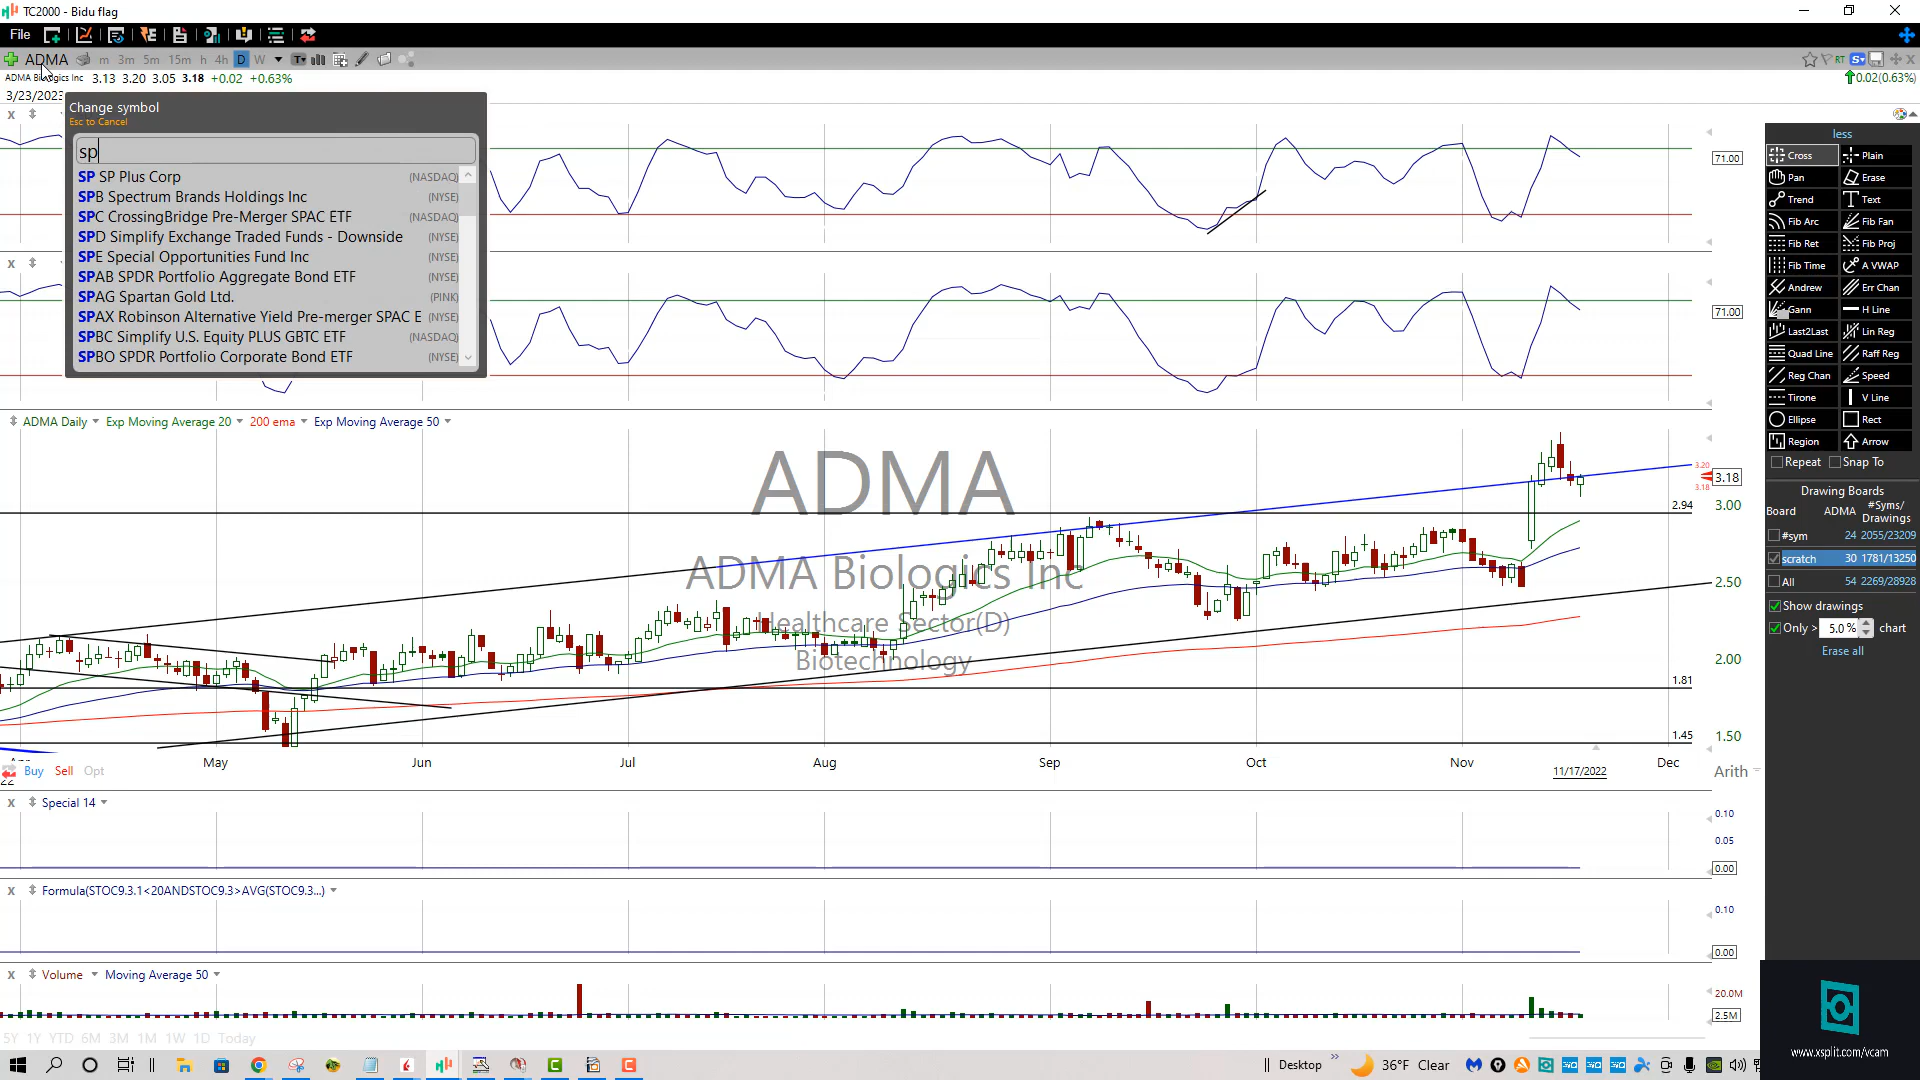 TC2000 - Bidu flag
File
ADMA m 3m 5m 15m h 4h D W RT S
ADMA Biologics Inc 3.13 3.20 3.05 3.18 +0.02 +0.63%
0.02(0.63%)
3/23/2023
Change symbol
Esc to Cancel
sp
SP SP Plus Corp (NASDAQ)
SPB Spectrum Brands Holdings Inc (NYSE)
SPC CrossingBridge Pre-Merger SPAC ETF (NASDAQ)
SPD Simplify Exchange Traded Funds - Downside (NYSE)
SPE Special Opportunities Fund Inc (NYSE)
SPAB SPDR Portfolio Aggregate Bond ETF (NYSE)
SPAG Spartan Gold Ltd. (PINK)
SPAX Robinson Alternative Yield Pre-merger SPAC E (NYSE)
SPBC Simplify U.S. Equity PLUS GBTC ETF (NASDAQ)
SPBO SPDR Portfolio Corporate Bond ETF (NYSE)
71.00
71.00
ADMA Daily Exp Moving Average 20 200 ema Exp Moving Average 50
ADMA
ADMA Biologics Inc
Healthcare Sector(D)
Biotechnology
3.20
3.18
3.18
3.00
2.94
2.50
2.00
1.81
1.50
1.45
May Jun Jul Aug Sep Oct Nov Dec
11/17/2022
Arith
Buy Sell Opt
22
Special 14
0.10
0.05
0.00
Formula(STOC9.3.1<20ANDSTOC9.3>AVG(STOC9.3...)
0.10
0.00
Volume Moving Average 50
20.0M
2.5M
5Y 1Y YTD 6M 3M 1M 1W 1D Today
less
Cross Plain
Pan Erase
Trend Text
Fib Arc Fib Fan
Fib Ret Fib Proj
Fib Time A VWAP
Andrew Err Chan
Gann H Line
Last2Last Lin Reg
Quad Line Raff Reg
Reg Chan Speed
Tirone V Line
Ellipse Rect
Region Arrow
Repeat Snap To
Drawing Boards
Board ADMA #Syms/
Drawings
#sym 24 2055/23209
scratch 30 1781/13250
All 54 2269/28928
Show drawings
Only > 5.0 % chart
Erase all
www.xsplit.com/vcam
Desktop 36°F Clear